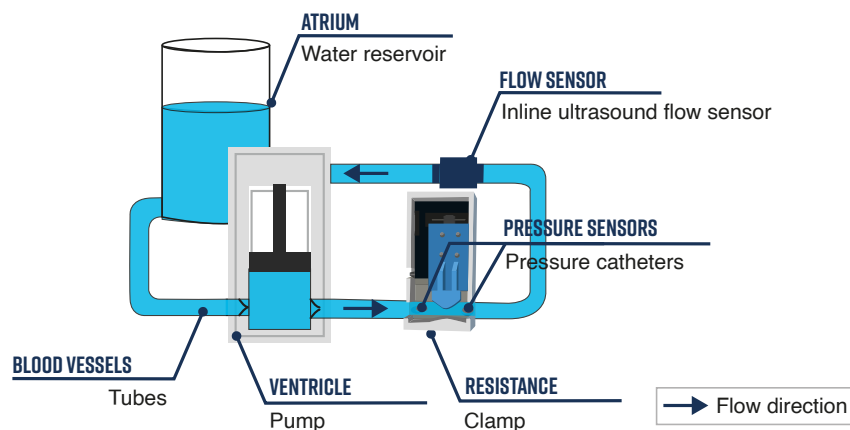 ATRIUM
Water reservoir
FLOW SENSOR
Inline ultrasound flow sensor
PRESSURE SENSORS
Pressure catheters
BLOOD VESSELS
Tubes
VENTRICLE
Pump
RESISTANCE
Clamp
Flow direction